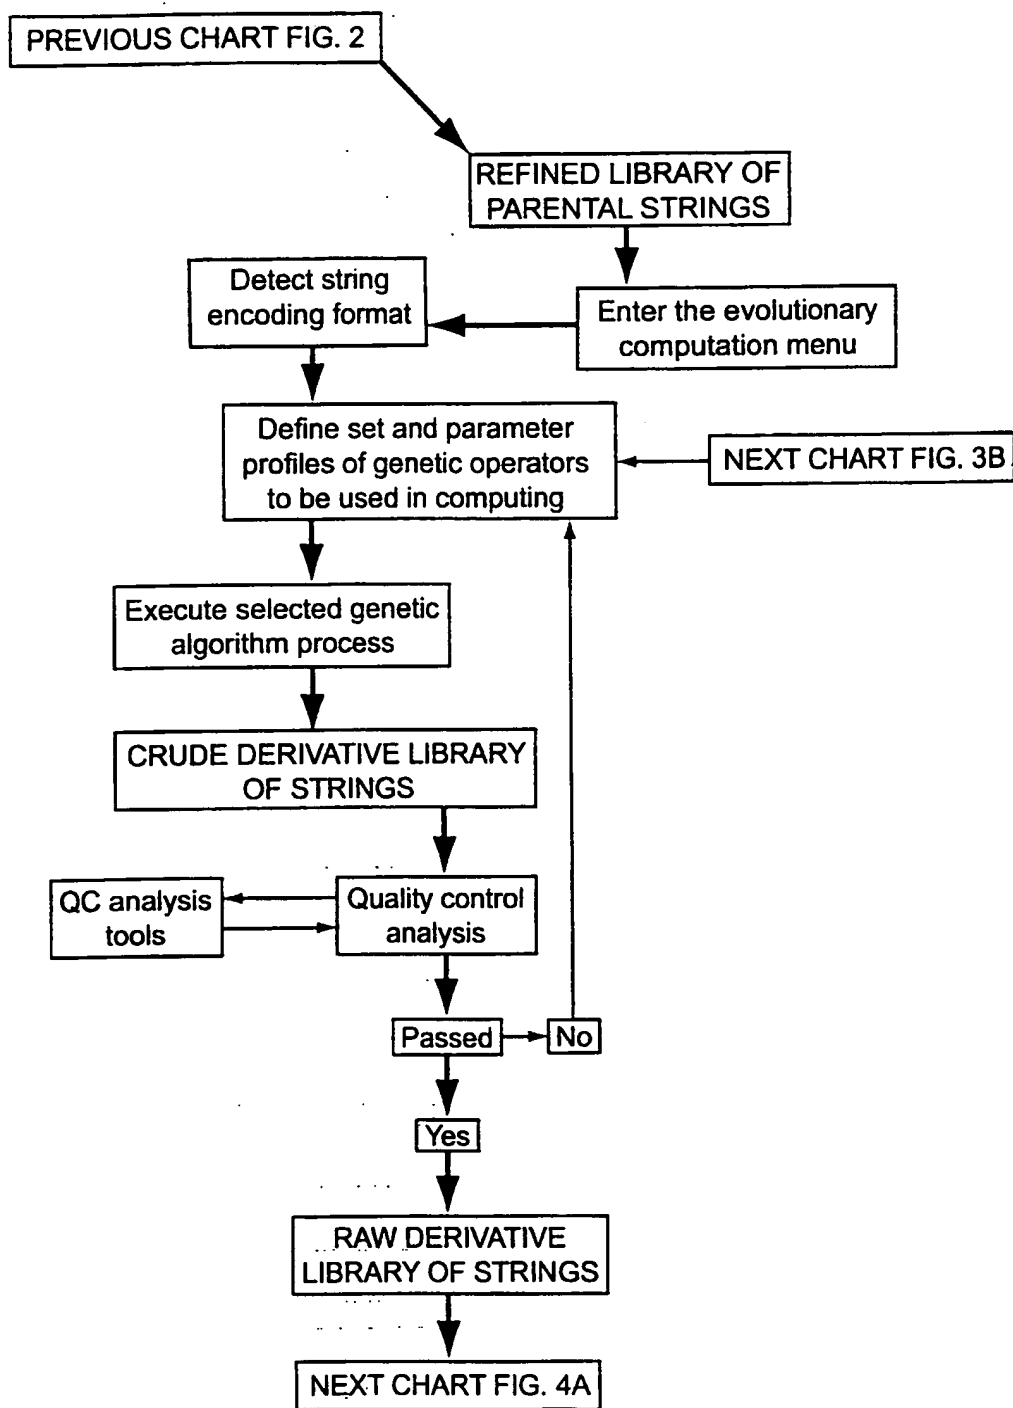 PREVIOUS CHART FIG. 2
REFINED LIBRARY OF
PARENTAL STRINGS
Detect string
encoding format
Enter the evolutionary
computation menu
Define set and parameter
profiles of genetic operators
to be used in computing
NEXT CHART FIG. 3B
Execute selected genetic
algorithm process
CRUDE DERIVATIVE LIBRARY
OF STRINGS
QC analysis
tools
Quality control
analysis
Passed
No
Yes
RAW DERIVATIVE
LIBRARY OF STRINGS
NEXT CHART FIG. 4A